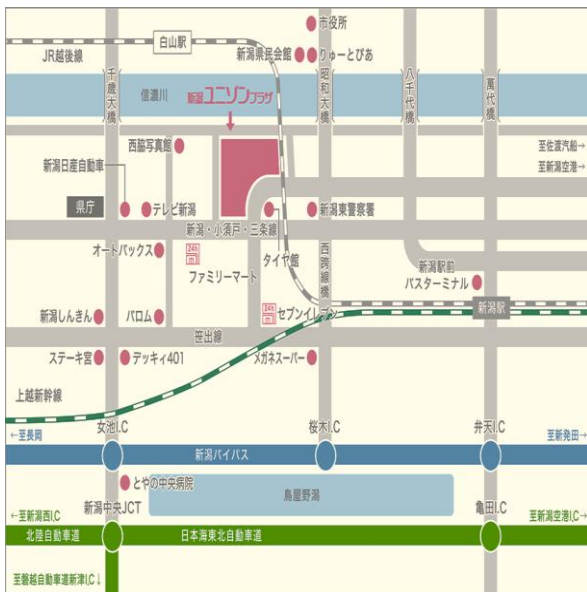 市役所
白山駅
JR越後線
新潟県民会館
りゅーとぴあ
千歳大橋
昭和大橋
八千代橋
萬代橋
信濃川
新潟ユニゾンプラザ
西脇写真館
至佐渡汽船→
至新潟空港→
新潟日産自動車
県庁
テレビ新潟
新潟東警察署
新潟・小須戸・三条線
オートバックス
24h
タイヤ館
西跨線橋
新潟駅前
バスターミナル
ファミリーマート
24h
セブンイレブン
新潟駅
新潟しんきん
バロム
笹出線
ステーキ宮
デッキィ401
メガネスーパー
上越新幹線
女池I.C
桜木I.C
弁天I.C
←至長岡
新潟バイパス
至新発田→
とやの中央病院
鳥屋野潟
新潟中央JCT
亀田I.C
←至新潟西I.C
至新潟空港I.C→
北陸自動車道
日本海東北自動車道
至磐越自動車道新津I.C↓